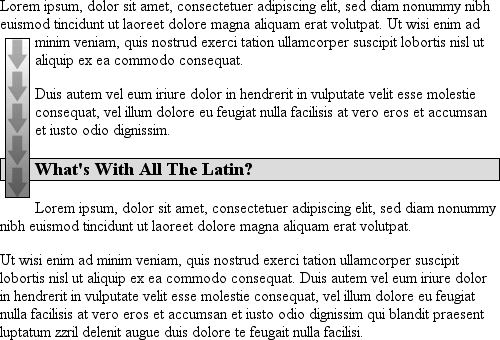 Lorem ipsum, dolor sit amet, consectetuer adipiscing elit, sed diam nonummy nibh
euismod tincidunt ut laoreet dolore magna aliquam erat volutpat. Ut wisi enim ad
minim veniam, quis nostrud exerci tation ullamcorper suscipit lobortis nisl ut
aliquip ex ea commodo consequat.
Duis autem vel eum iriure dolor in hendrerit in vulputate velit esse molestie
consequat, vel illum dolore eu feugiat nulla facilisis at vero eros et accumsan
et iusto odio dignissim.
What's With All The Latin?
Lorem ipsum, dolor sit amet, consectetuer adipiscing elit, sed diam nonummy
nibh euismod tincidunt ut laoreet dolore magna aliquam erat volutpat.
Ut wisi enim ad minim veniam, quis nostrud exerci tation ullamcorper suscipit
lobortis nisl ut aliquip ex ea commodo consequat. Duis autem vel eum iriure dolor
in hendrerit in vulputate velit esse molestie consequat, vel illum dolore eu feugiat
nulla facilisis at vero eros et accumsan et iusto odio dignissim qui blandit praesent
luptatum zzril delenit augue duis dolore te feugait nulla facilisi.